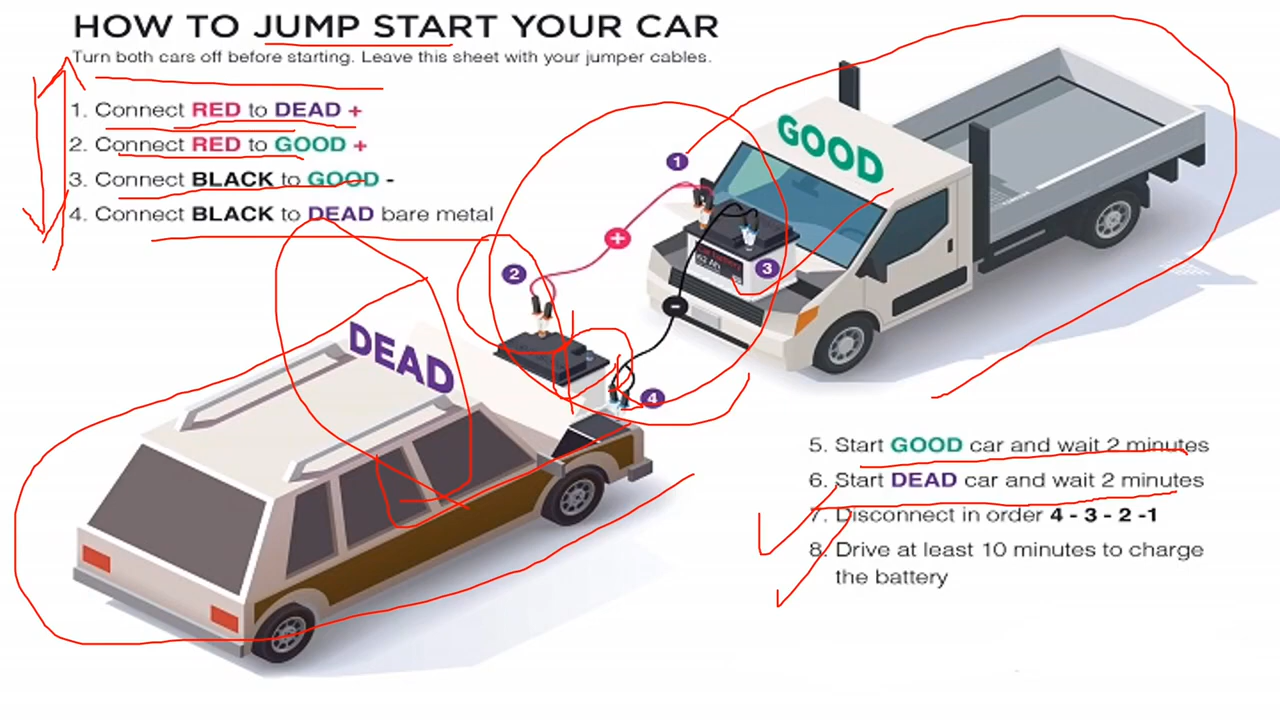 HOW TO JUMP START YOUR CAR
Turn both cars off before starting. Leave this sheet with your jumper cables.
1. Connect RED to DEAD +
2. Connect RED to GOOD +
3. Connect BLACK to GOOD -
4. Connect BLACK to DEAD bare metal
GOOD
1
+
2
3
-
DEAD
4
5. Start GOOD car and wait 2 minutes
6. Start DEAD car and wait 2 minutes
7. Disconnect in order 4 - 3 - 2 -1
8. Drive at least 10 minutes to charge
the battery